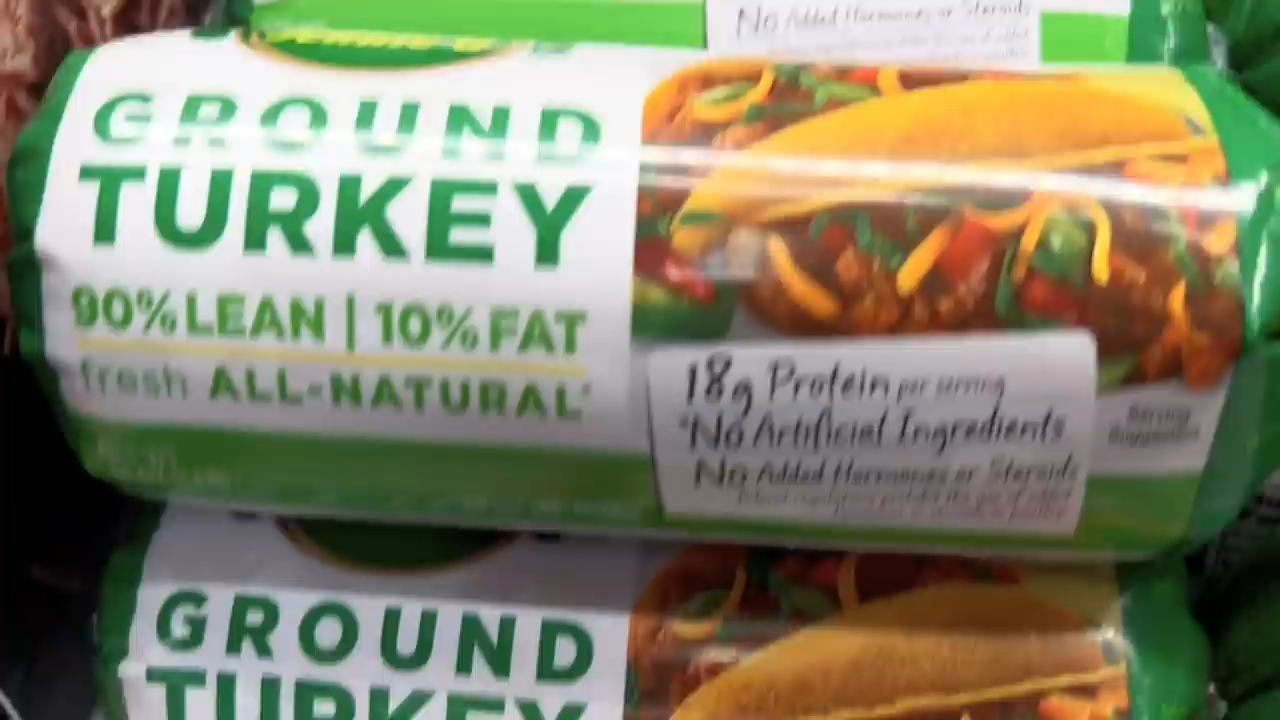 No Added Hormones or Steroids
GROUND
TURKEY
90% LEAN | 10% FAT
fresh ALL-NATURAL*
18g Protein per serving
*No Artificial Ingredients
No Added Hormones or Steroids
Serving
Suggestion
GROUND
TURKEY